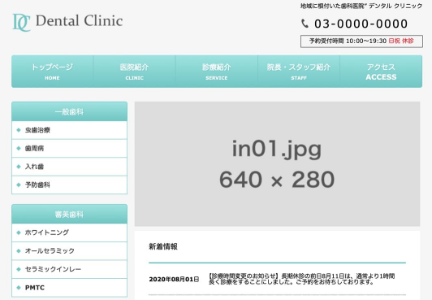 Dental Clinic
地域に根付いた歯科医院" デンタル クリニック
03-0000-0000
予約受付時間 10:00〜19:30 日祝 休診
トップページ
HOME
医院紹介
CLINIC
診療紹介
SERVICE
院長・スタッフ紹介
STAFF
アクセス
ACCESS
一般歯科
虫歯治療
歯周病
入れ歯
予防歯科
審美歯科
ホワイトニング
オールセラミック
セラミックインレー
PMTC
in01.jpg
640 × 280
新着情報
2020年08月01日
【診療時間変更のお知らせ】長期休診の前日8月11日は、通常より1時間
長く診療をすることにしました。ご予約をお待ちしております。